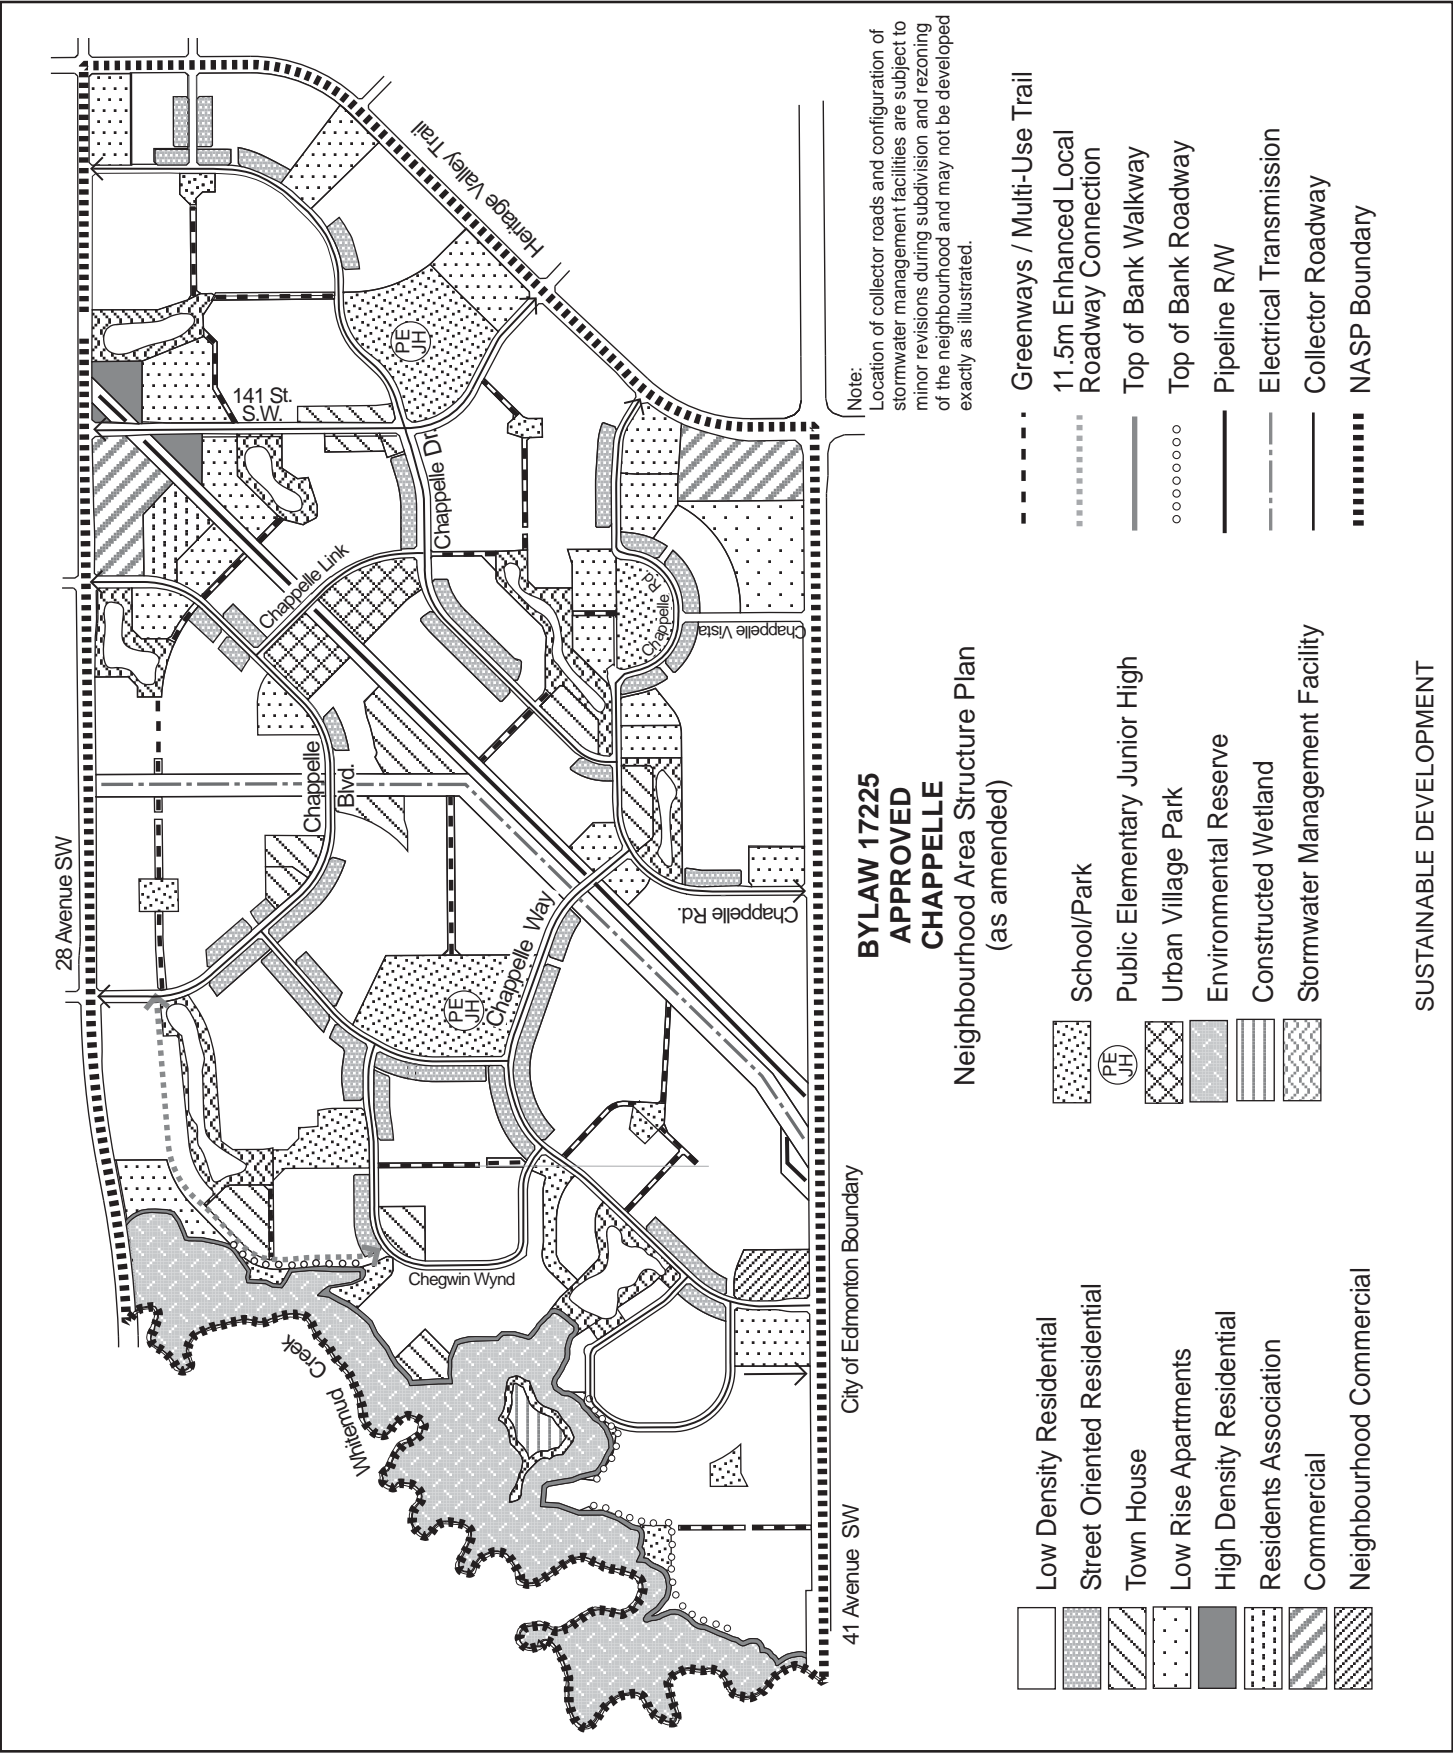 28 Avenue SW
Heritage Valley Trail
141 St.
S.W.
PE
JH
Chappelle Dr.
Chappelle Link
Chappelle
Blvd.
Chappelle Rd.
Chappelle Vista
Chappelle Way
PE
JH
Chappelle Rd.
Chegwin Wynd
Whitemud Creek
41 Avenue SW
City of Edmonton Boundary
Note:
Location of collector roads and configuration of
stormwater management facilities are subject to
minor revisions during subdivision and rezoning
of the neighbourhood and may not be developed
exactly as illustrated.
BYLAW 17225
APPROVED
CHAPPELLE
Neighbourhood Area Structure Plan
(as amended)
Low Density Residential
Street Oriented Residential
Town House
Low Rise Apartments
High Density Residential
Residents Association
Commercial
Neighbourhood Commercial
School/Park
PE
JH
Public Elementary Junior High
Urban Village Park
Environmental Reserve
Constructed Wetland
Stormwater Management Facility
Greenways / Multi-Use Trail
11.5m Enhanced Local
Roadway Connection
Top of Bank Walkway
Top of Bank Roadway
Pipeline R/W
Electrical Transmission
Collector Roadway
NASP Boundary
SUSTAINABLE DEVELOPMENT